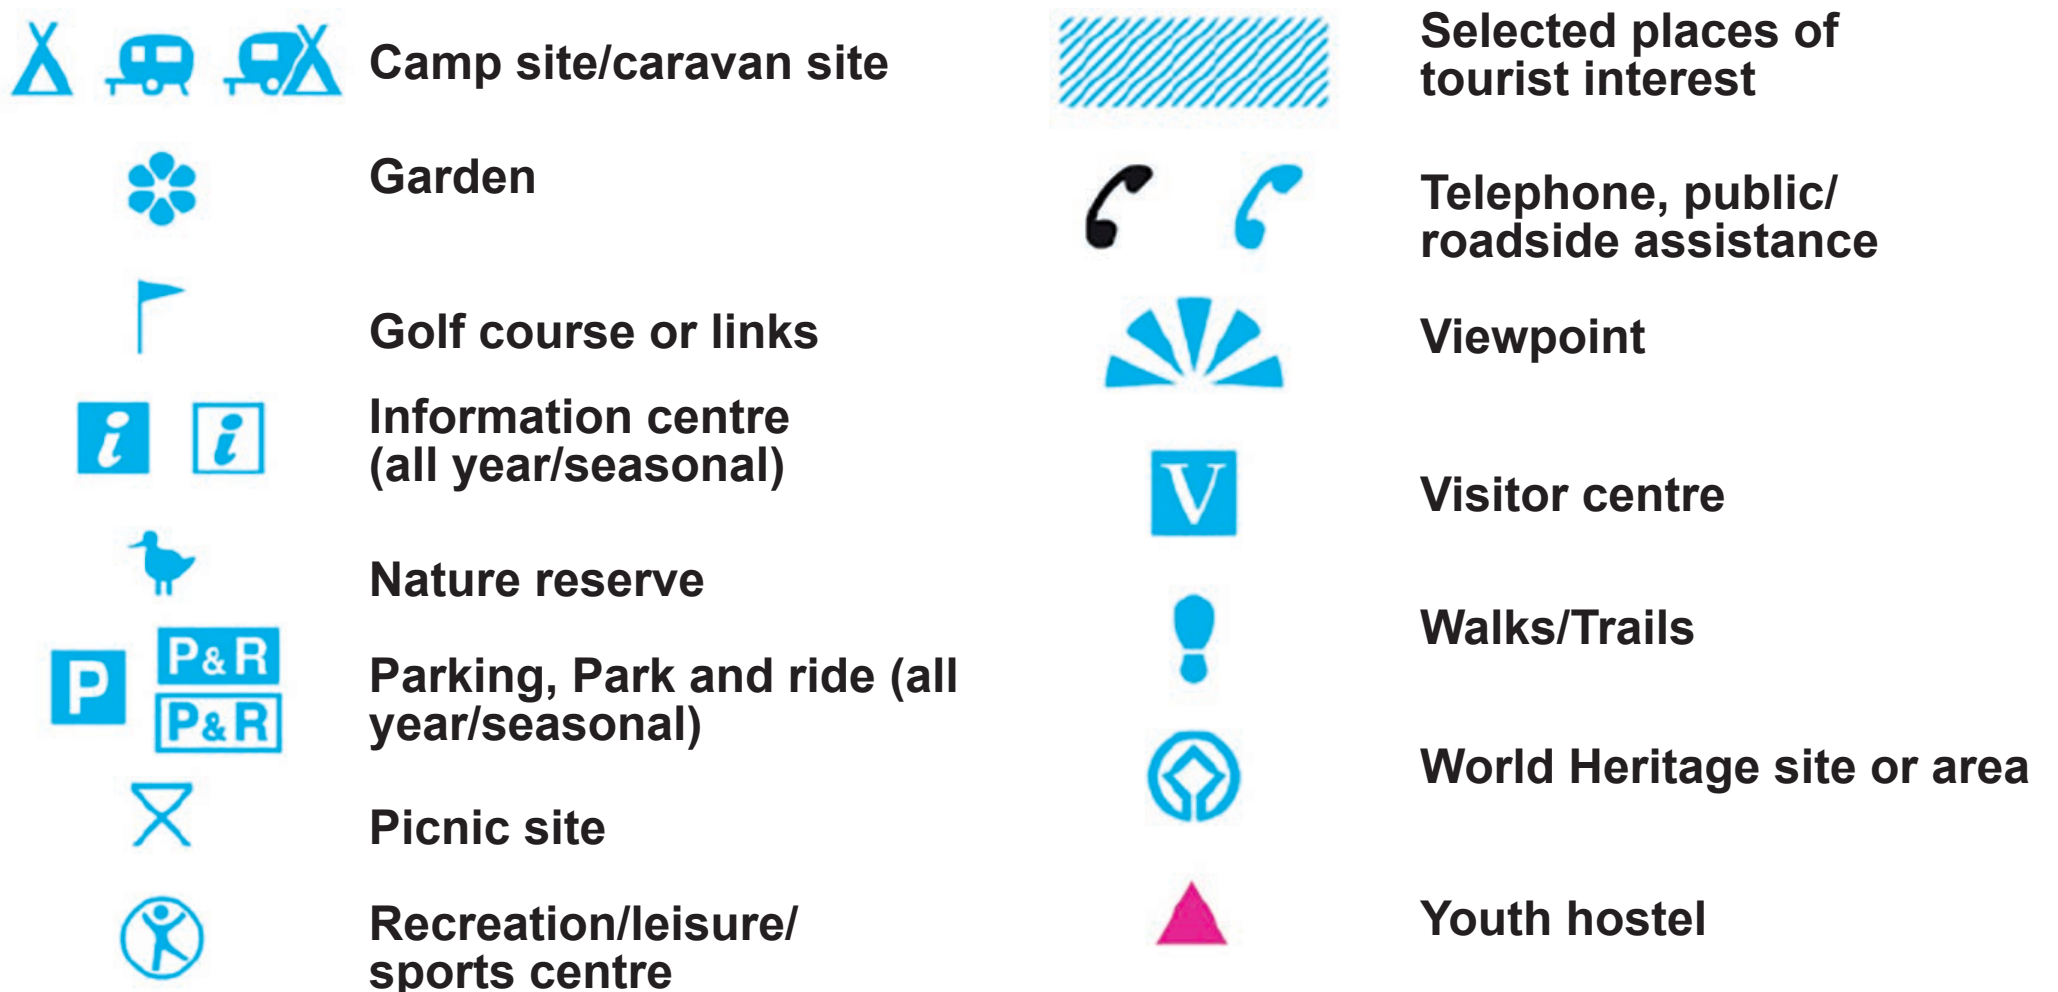 Camp site/caravan site
Garden
Golf course or links
i i
Information centre
(all year/seasonal)
Nature reserve
P P&R
P&R
Parking, Park and ride (all
year/seasonal)
Picnic site
Recreation/leisure/
sports centre
Selected places of
tourist interest
Telephone, public/
roadside assistance
Viewpoint
V
Visitor centre
Walks/Trails
World Heritage site or area
Youth hostel